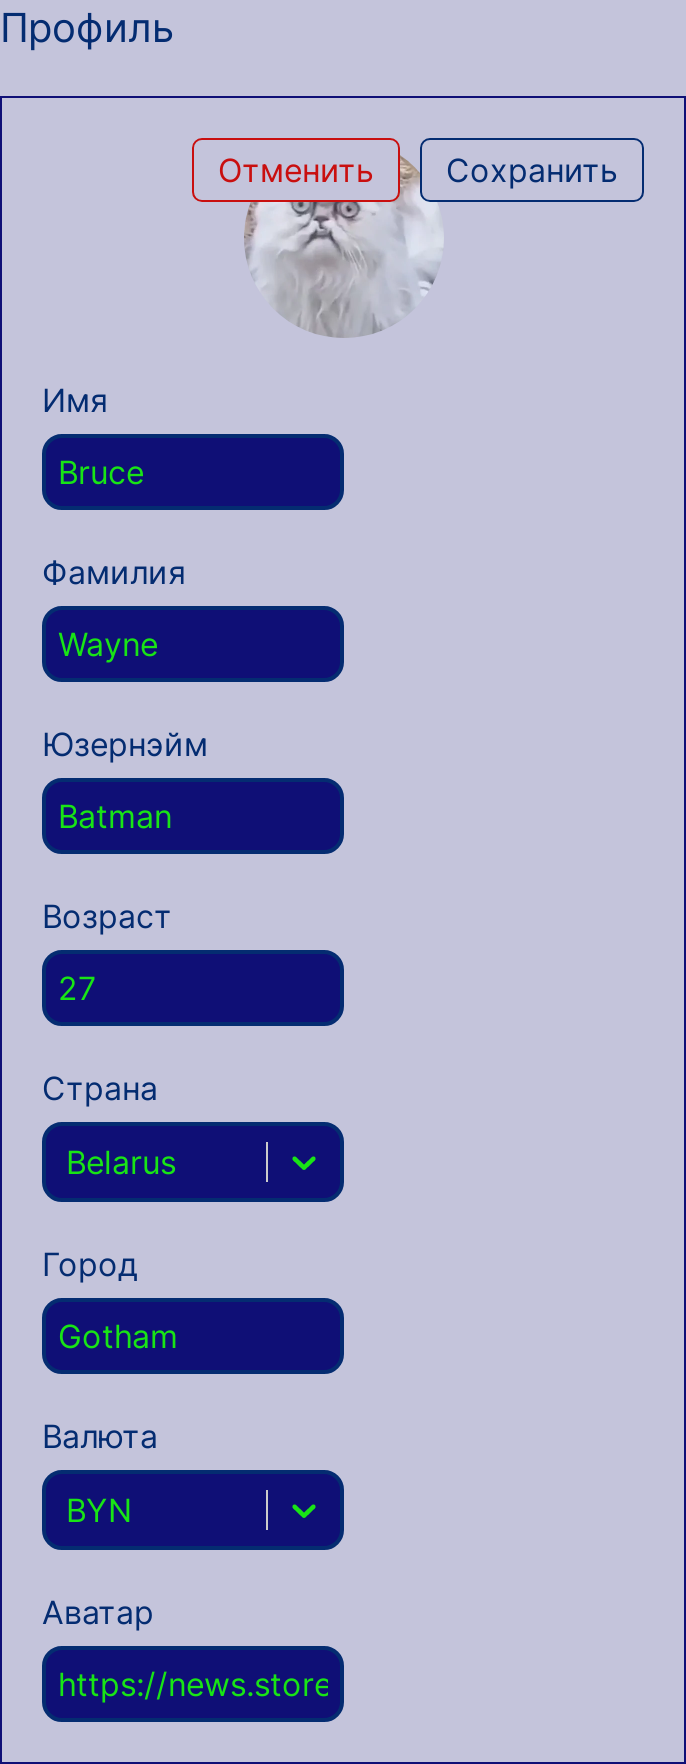 Профиль
Отменить
Сохранить
Имя
Bruce
Фамилия
Wayne
Юзернэйм
Batman
Возраст
27
Страна
Belarus
Город
Gotham
Валюта
BYN
Аватар
https://news.store